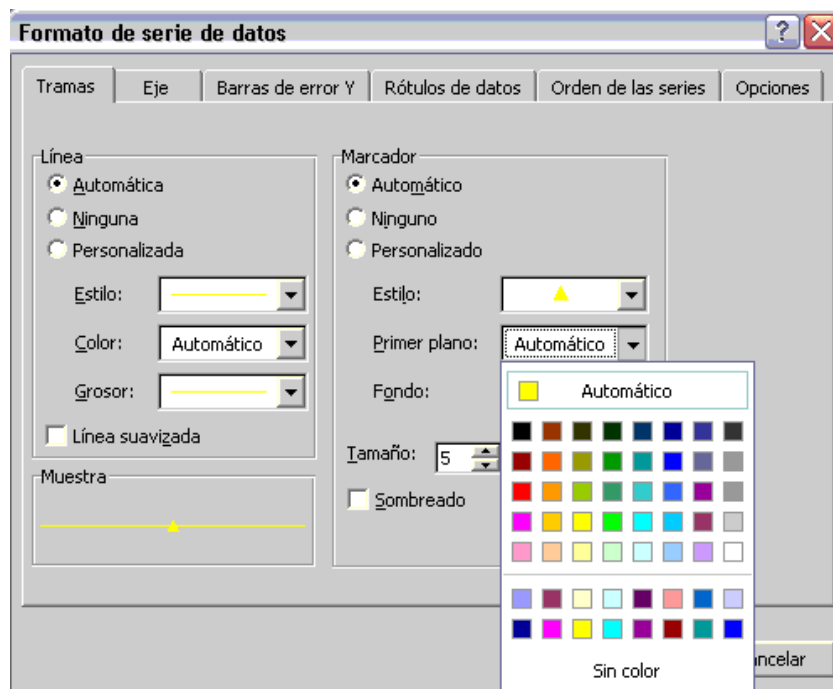 Formato de serie de datos
Tramas Eje Barras de error Y Rótulos de datos Orden de las series Opciones
Línea
Automática
Ninguna
Personalizada
Estilo:
Color: Automático
Grosor:
Línea suavizada
Muestra
Marcador
Automático
Ninguno
Personalizado
Estilo:
Primer plano: Automático
Fondo:
Tamaño: 5
Sombreado
Automático
Sin color
ncelar